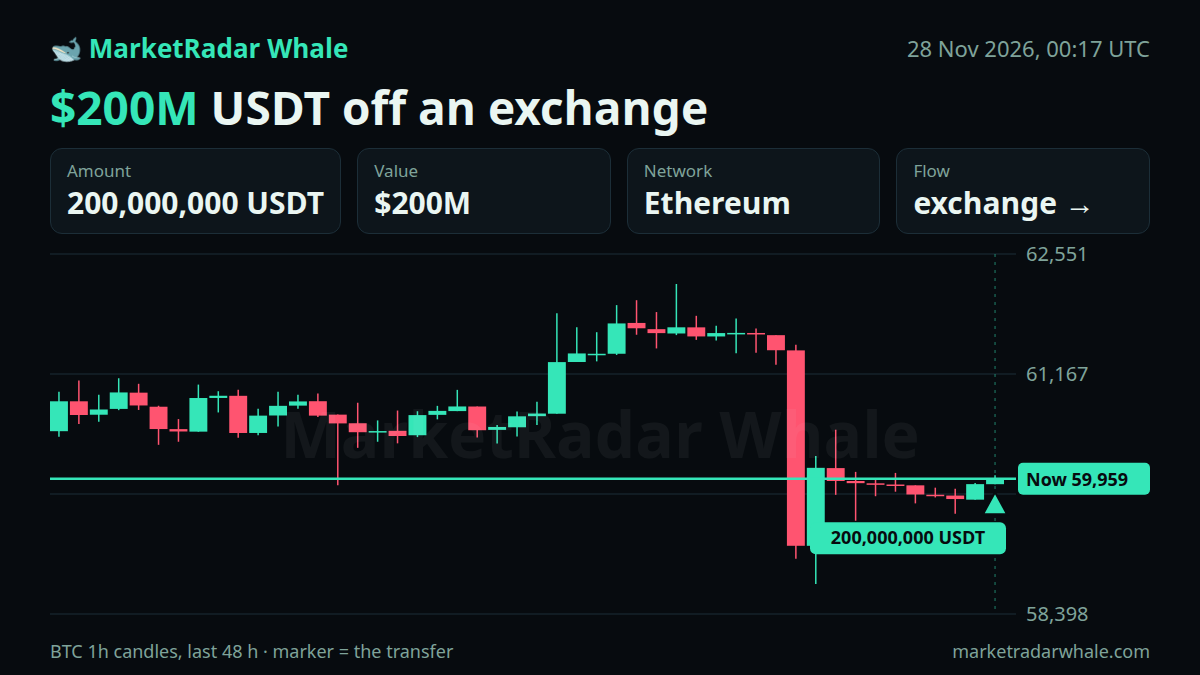 MarketRadar Whale
28 Nov 2026, 00:17 UTC
$200M USDT off an exchange
Amount
200,000,000 USDT
Value
$200M
Network
Ethereum
Flow
exchange →
62,551
61,167
MarketRadar Whale
Now 59,959
200,000,000 USDT
58,398
BTC 1h candles, last 48 h · marker = the transfer
marketradarwhale.com